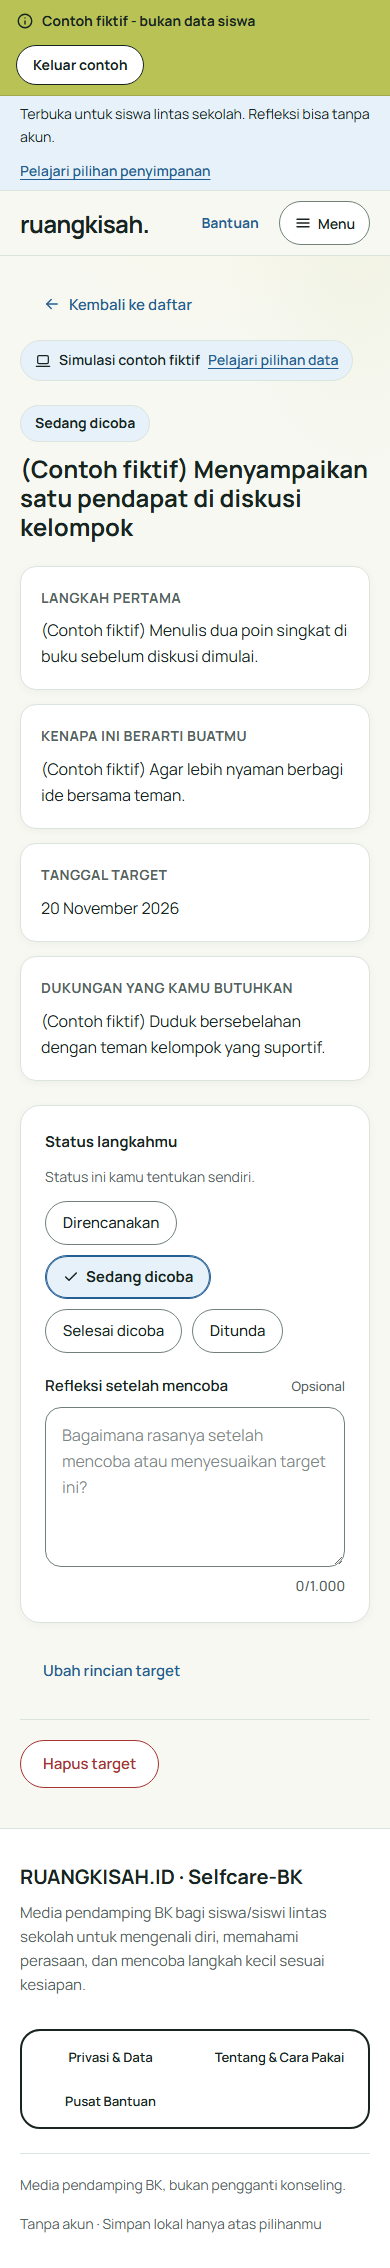 Contoh fiktif - bukan data siswa
Keluar contoh
Terbuka untuk siswa lintas sekolah. Refleksi bisa tanpa
akun.
Pelajari pilihan penyimpanan
ruangkisah.
Bantuan
Menu
Kembali ke daftar
Simulasi contoh fiktif Pelajari pilihan data
Sedang dicoba
(Contoh fiktif) Menyampaikan
satu pendapat di diskusi
kelompok
LANGKAH PERTAMA
(Contoh fiktif) Menulis dua poin singkat di
buku sebelum diskusi dimulai.
KENAPA INI BERARTI BUATMU
(Contoh fiktif) Agar lebih nyaman berbagi
ide bersama teman.
TANGGAL TARGET
20 November 2026
DUKUNGAN YANG KAMU BUTUHKAN
(Contoh fiktif) Duduk bersebelahan
dengan teman kelompok yang suportif.
Status langkahmu
Status ini kamu tentukan sendiri.
Direncanakan
Sedang dicoba
Selesai dicoba
Ditunda
Refleksi setelah mencoba
Opsional
Bagaimana rasanya setelah
mencoba atau menyesuaikan target
ini?
0/1.000
Ubah rincian target
Hapus target
RUANGKISAH.ID · Selfcare-BK
Media pendamping BK bagi siswa/siswi lintas
sekolah untuk mengenali diri, memahami
perasaan, dan mencoba langkah kecil sesuai
kesiapan.
Privasi & Data
Tentang & Cara Pakai
Pusat Bantuan
Media pendamping BK, bukan pengganti konseling.
Tanpa akun · Simpan lokal hanya atas pilihanmu